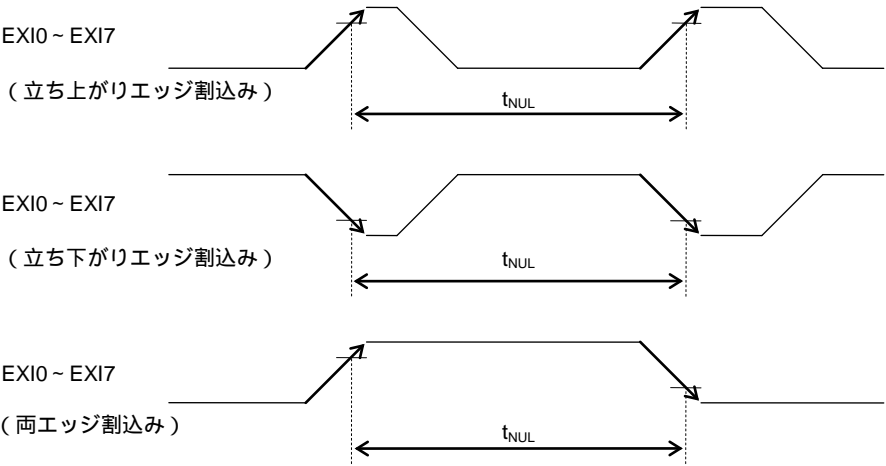 EXI0 ~ EXI7
( 立ち上がりエッジ割込み )
tNUL
EXI0 ~ EXI7
( 立ち下がりエッジ割込み )
tNUL
EXI0 ~ EXI7
( 両エッジ割込み )
tNUL